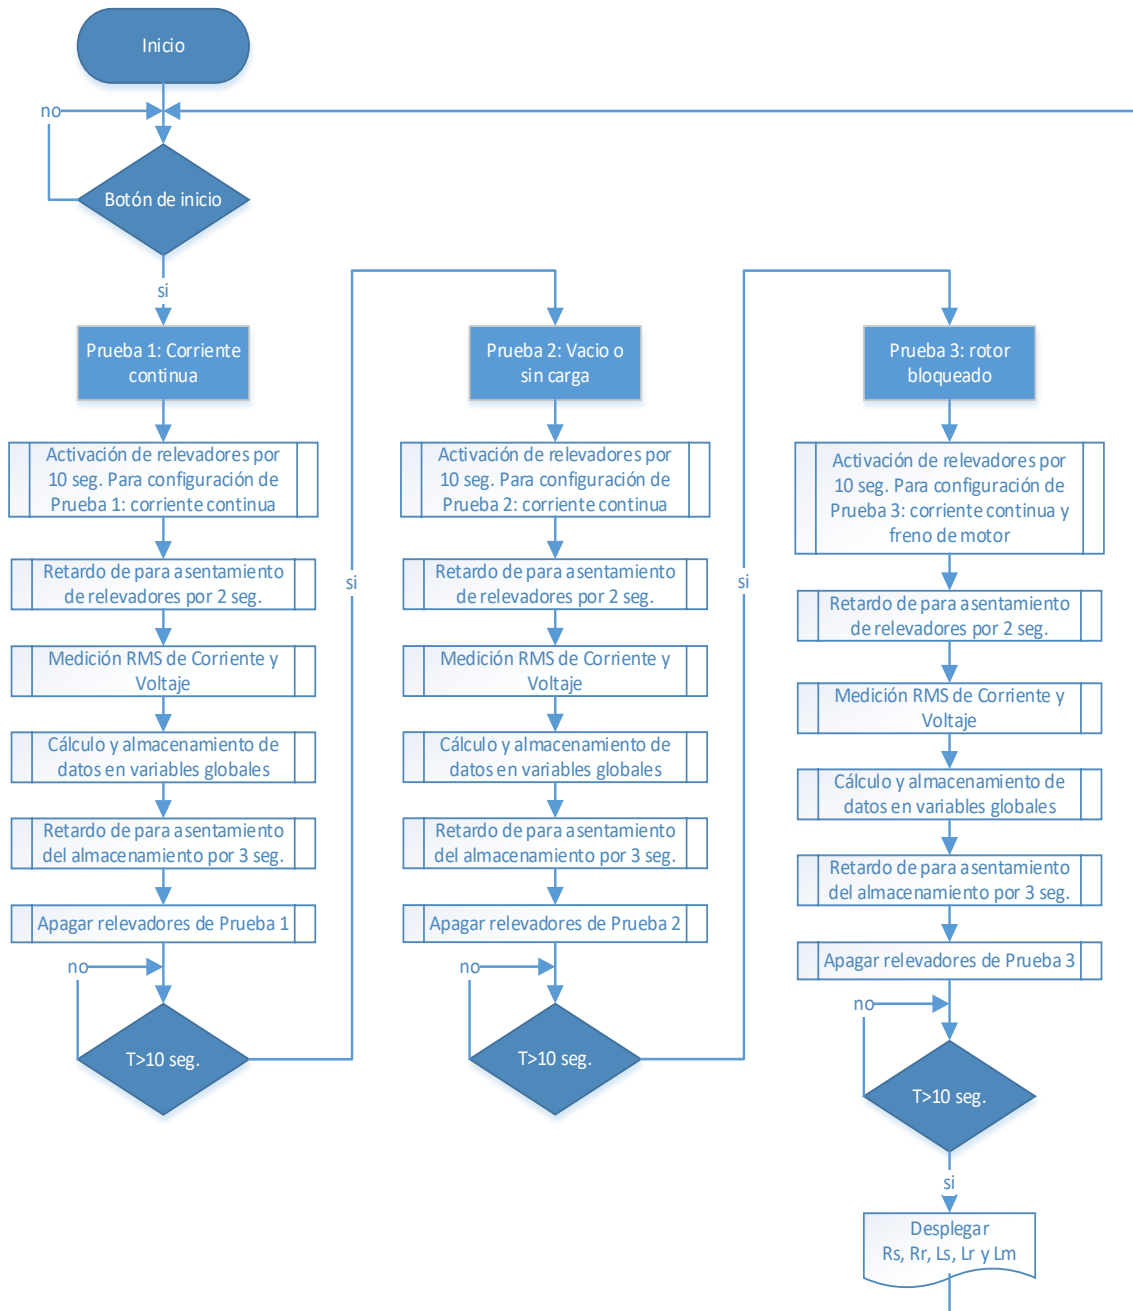 Inicio
no
Botón de inicio
si
Prueba 1: Corriente
continua
Activación de relevadores por
10 seg. Para configuración de
Prueba 1: corriente continua
Retardo de para asentamiento
de relevadores por 2 seg.
Medición RMS de Corriente y
Voltaje
Cálculo y almacenamiento de
datos en variables globales
Retardo de para asentamiento
del almacenamiento por 3 seg.
Apagar relevadores de Prueba 1
no
T>10 seg.
si
Prueba 2: Vacio o
sin carga
Activación de relevadores por
10 seg. Para configuración de
Prueba 2: corriente continua
Retardo de para asentamiento
de relevadores por 2 seg.
Medición RMS de Corriente y
Voltaje
Cálculo y almacenamiento de
datos en variables globales
Retardo de para asentamiento
del almacenamiento por 3 seg.
Apagar relevadores de Prueba 2
no
T>10 seg.
si
Prueba 3: rotor
bloqueado
Activación de relevadores por
10 seg. Para configuración de
Prueba 3: corriente continua y
freno de motor
Retardo de para asentamiento
de relevadores por 2 seg.
Medición RMS de Corriente y
Voltaje
Cálculo y almacenamiento de
datos en variables globales
Retardo de para asentamiento
del almacenamiento por 3 seg.
Apagar relevadores de Prueba 3
no
T>10 seg.
si
Desplegar
Rs, Rr, Ls, Lr y Lm